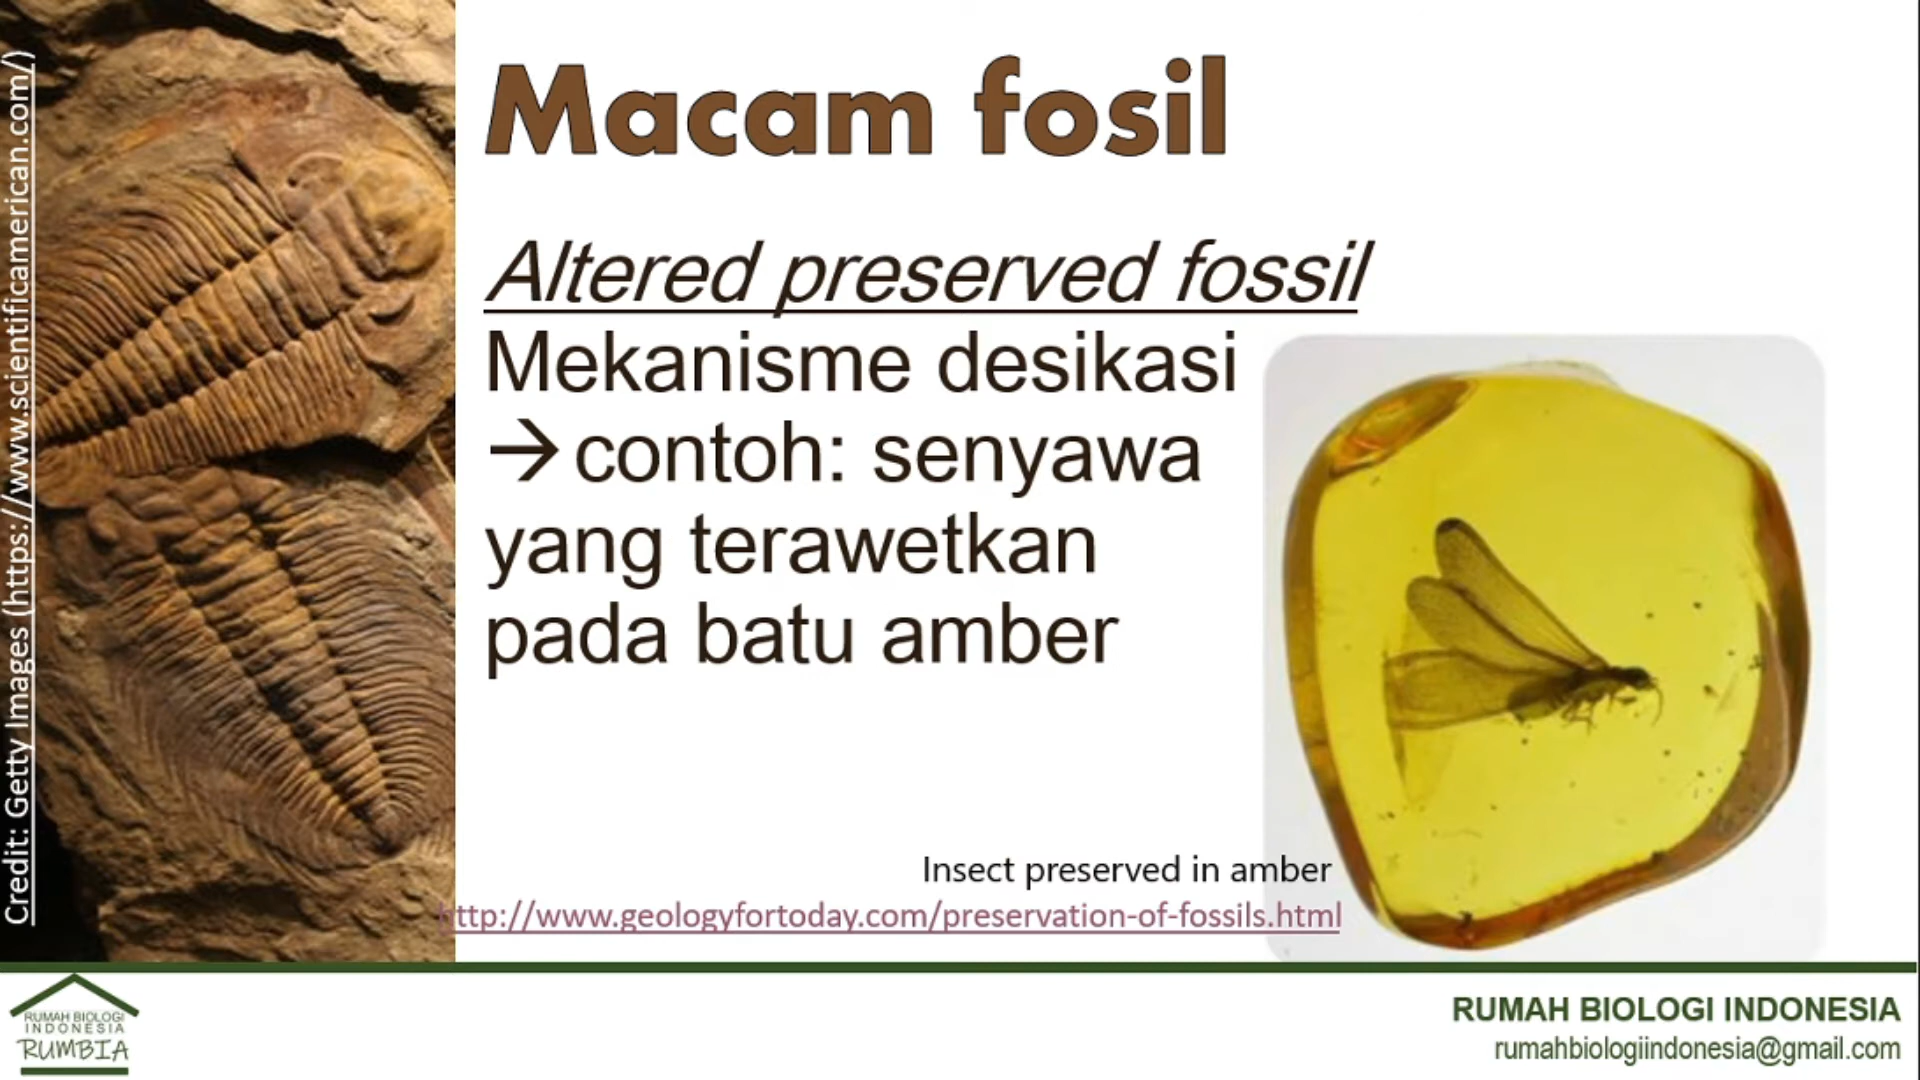 Credit: Getty Images (https://www.scientificamerican.com/)
Macam fosil
Altered preserved fossil
Mekanisme desikasi
→ contoh: senyawa
yang terawetkan
pada batu amber
Insect preserved in amber
http://www.geologyfortoday.com/preservation-of-fossils.html
RUMAH BIOLOGI
INDONESIA
RUMBIA
RUMAH BIOLOGI INDONESIA
rumahbiologiindonesia@gmail.com